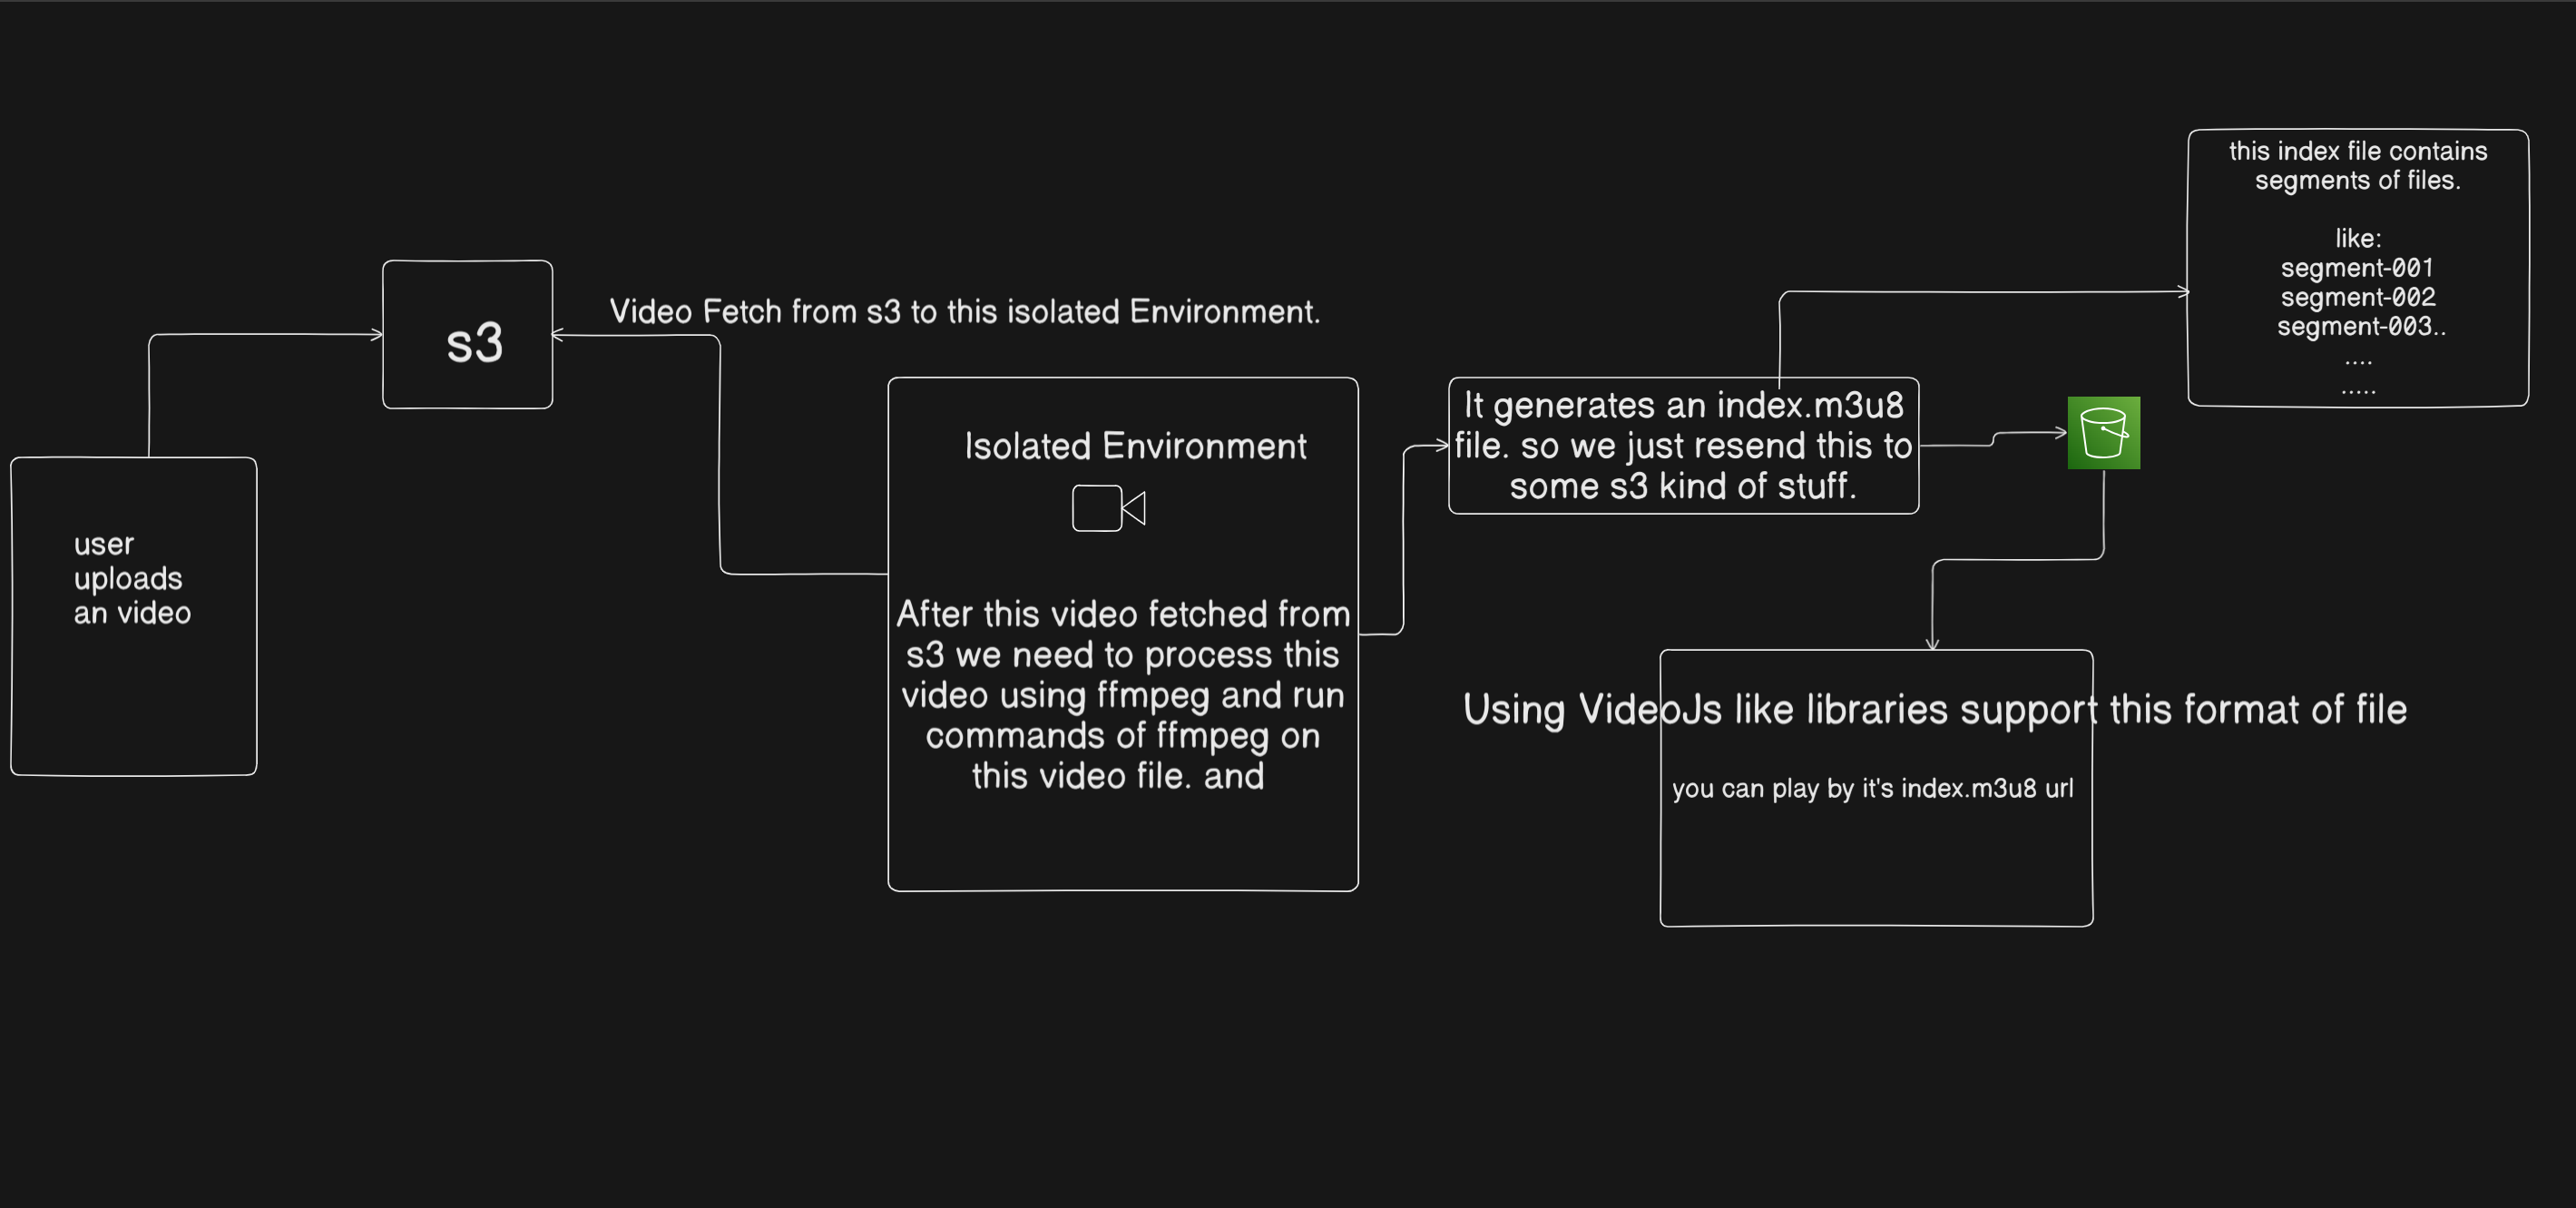 user
uploads
an video
s3
Video Fetch from s3 to this isolated Environment.
Isolated Environment
After this video fetched from
s3 we need to process this
video using ffmpeg and run
commands of ffmpeg on
this video file. and
It generates an index.m3u8
file. so we just resend this to
some s3 kind of stuff.
this index file contains
segments of files.
like:
segment-001
segment-002
segment-003..
....
.....
Using VideoJs like libraries support this format of file
you can play by it's index.m3u8 url